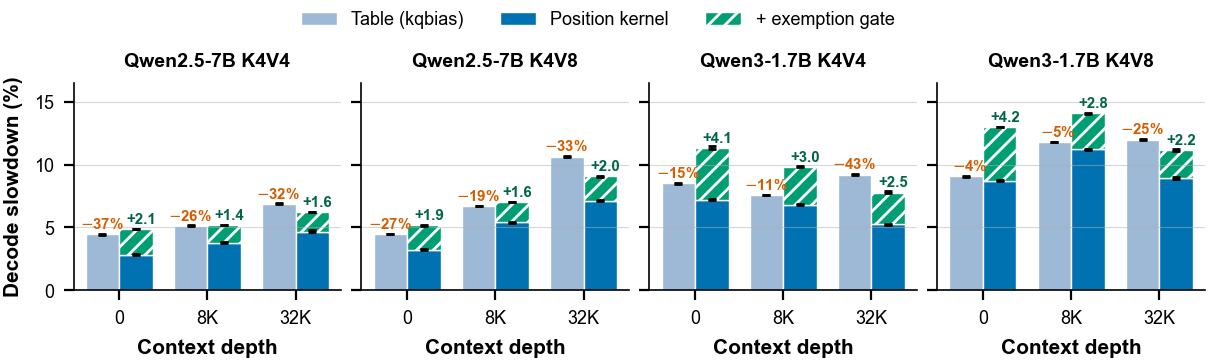 Table (kqbias) Position kernel + exemption gate
Qwen2.5-7B K4V4 Qwen2.5-7B K4V8 Qwen3-1.7B K4V4 Qwen3-1.7B K4V8
Decode slowdown (%)
15
10
5
0
−37% +2.1 −26% +1.4 −32% +1.6
−27% +1.9 −19% +1.6 −33% +2.0
−15% +4.1 −11% +3.0 −43% +2.5
−4% +4.2 −5% +2.8 −25% +2.2
0 8K 32K 0 8K 32K 0 8K 32K 0 8K 32K
Context depth Context depth Context depth Context depth